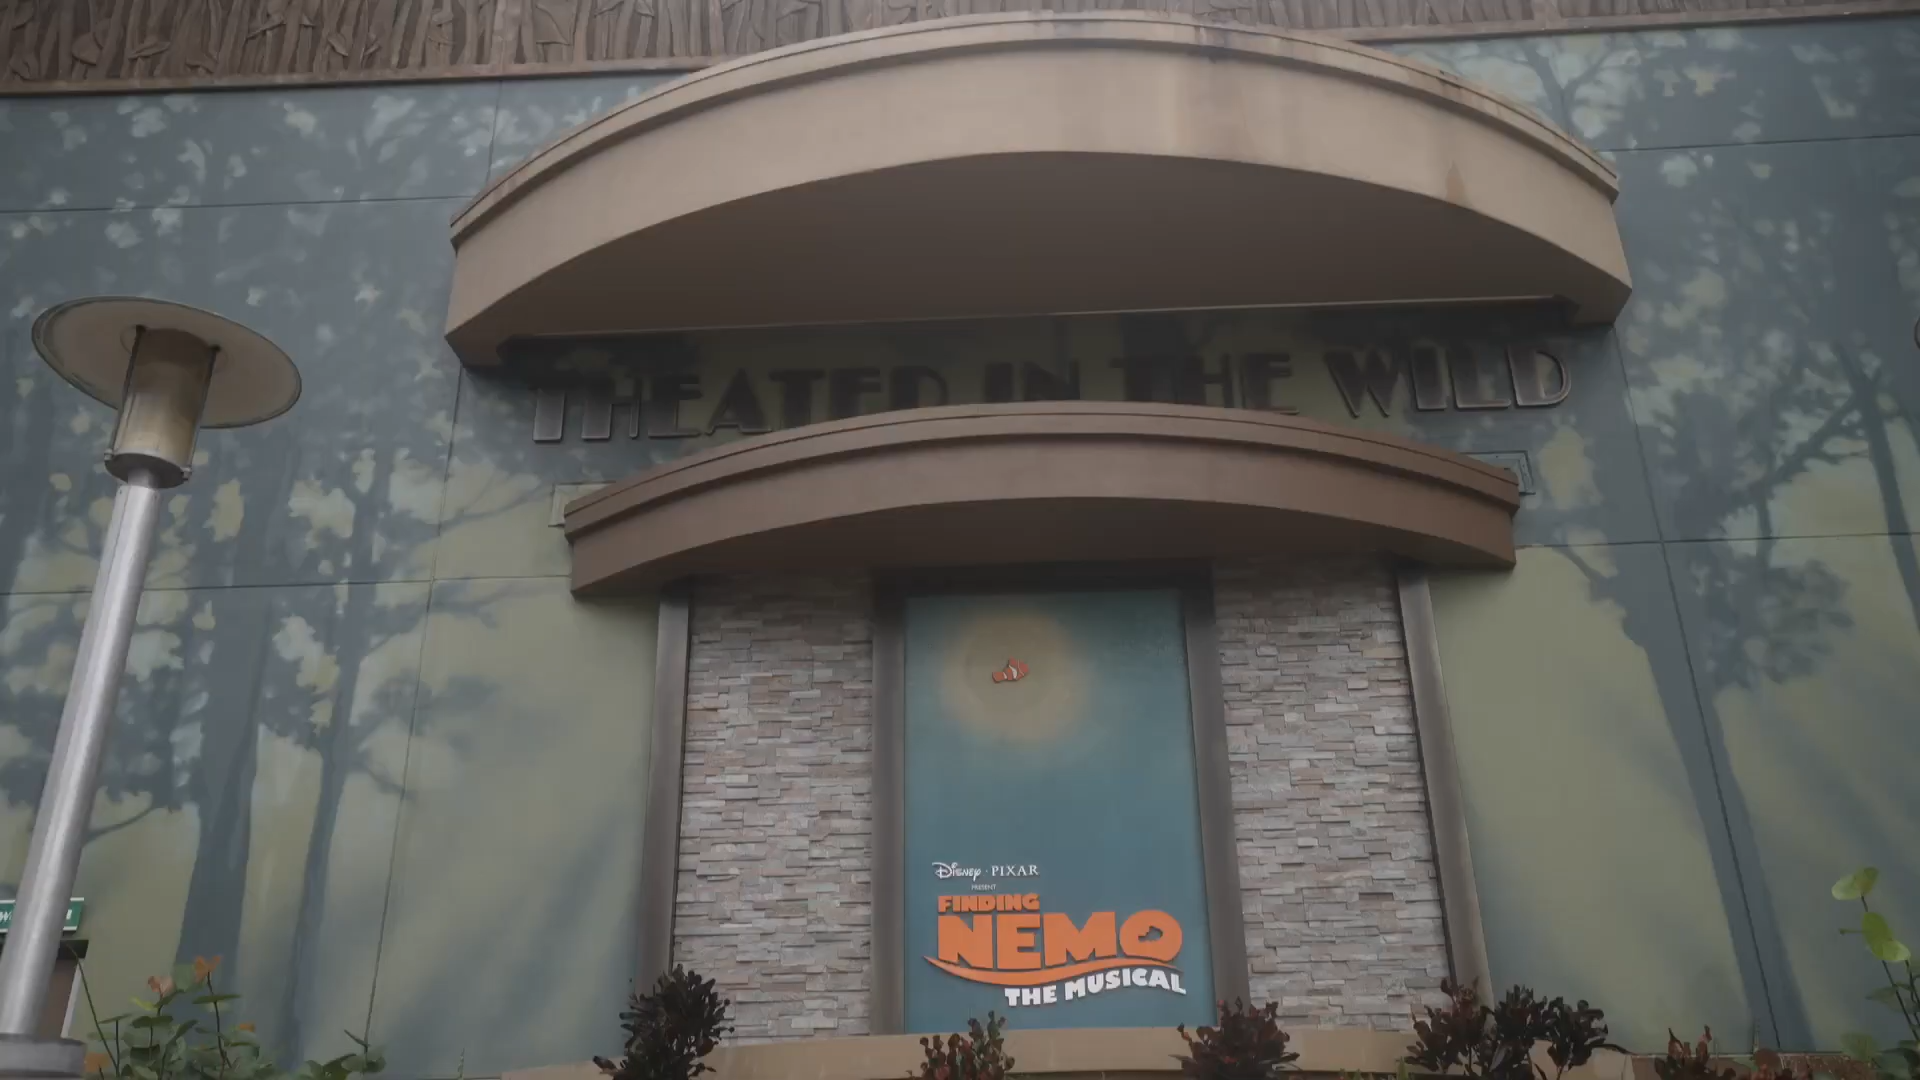 THEATER IN THE WILD
DISNEY · PIXAR
PRESENT
FINDING
NEMO
THE MUSICAL